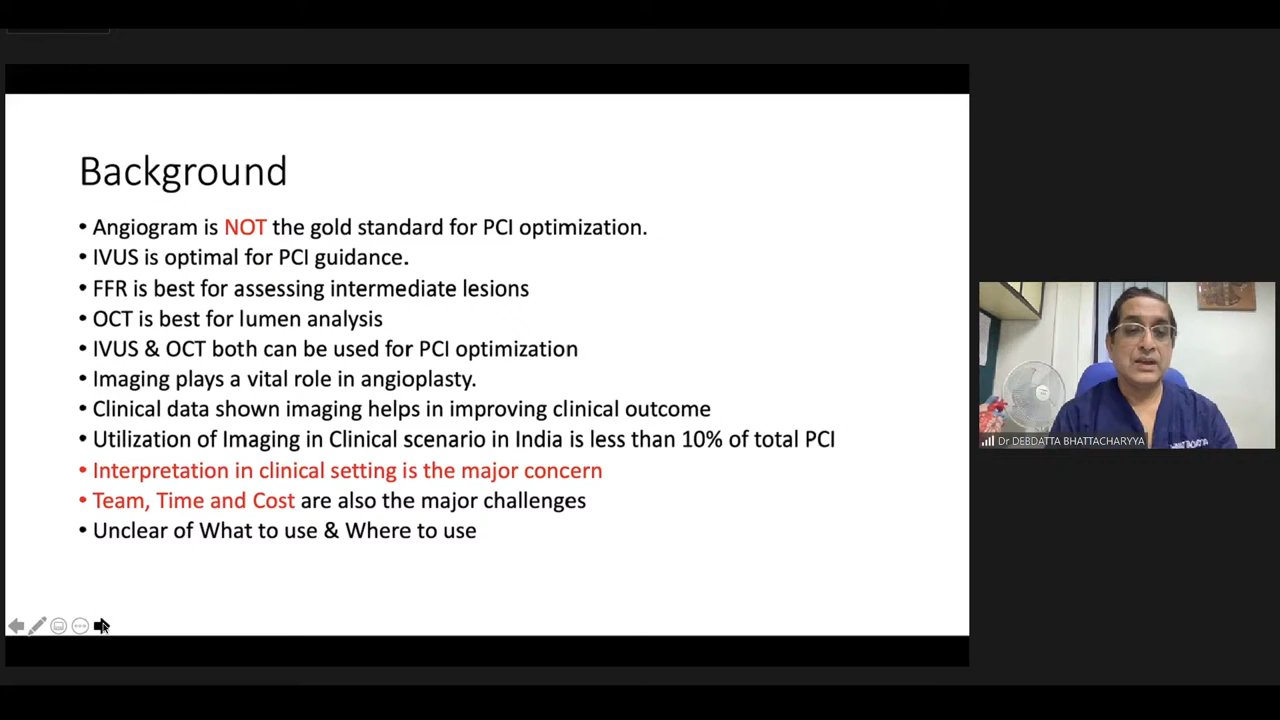 Background
• Angiogram is NOT the gold standard for PCI optimization.
• IVUS is optimal for PCI guidance.
• FFR is best for assessing intermediate lesions
• OCT is best for lumen analysis
• IVUS & OCT both can be used for PCI optimization
• Imaging plays a vital role in angioplasty.
• Clinical data shown imaging helps in improving clinical outcome
• Utilization of Imaging in Clinical scenario in India is less than 10% of total PCI
• Interpretation in clinical setting is the major concern
• Team, Time and Cost are also the major challenges
• Unclear of What to use & Where to use
Dr DEBDATTA BHATTACHARYYA